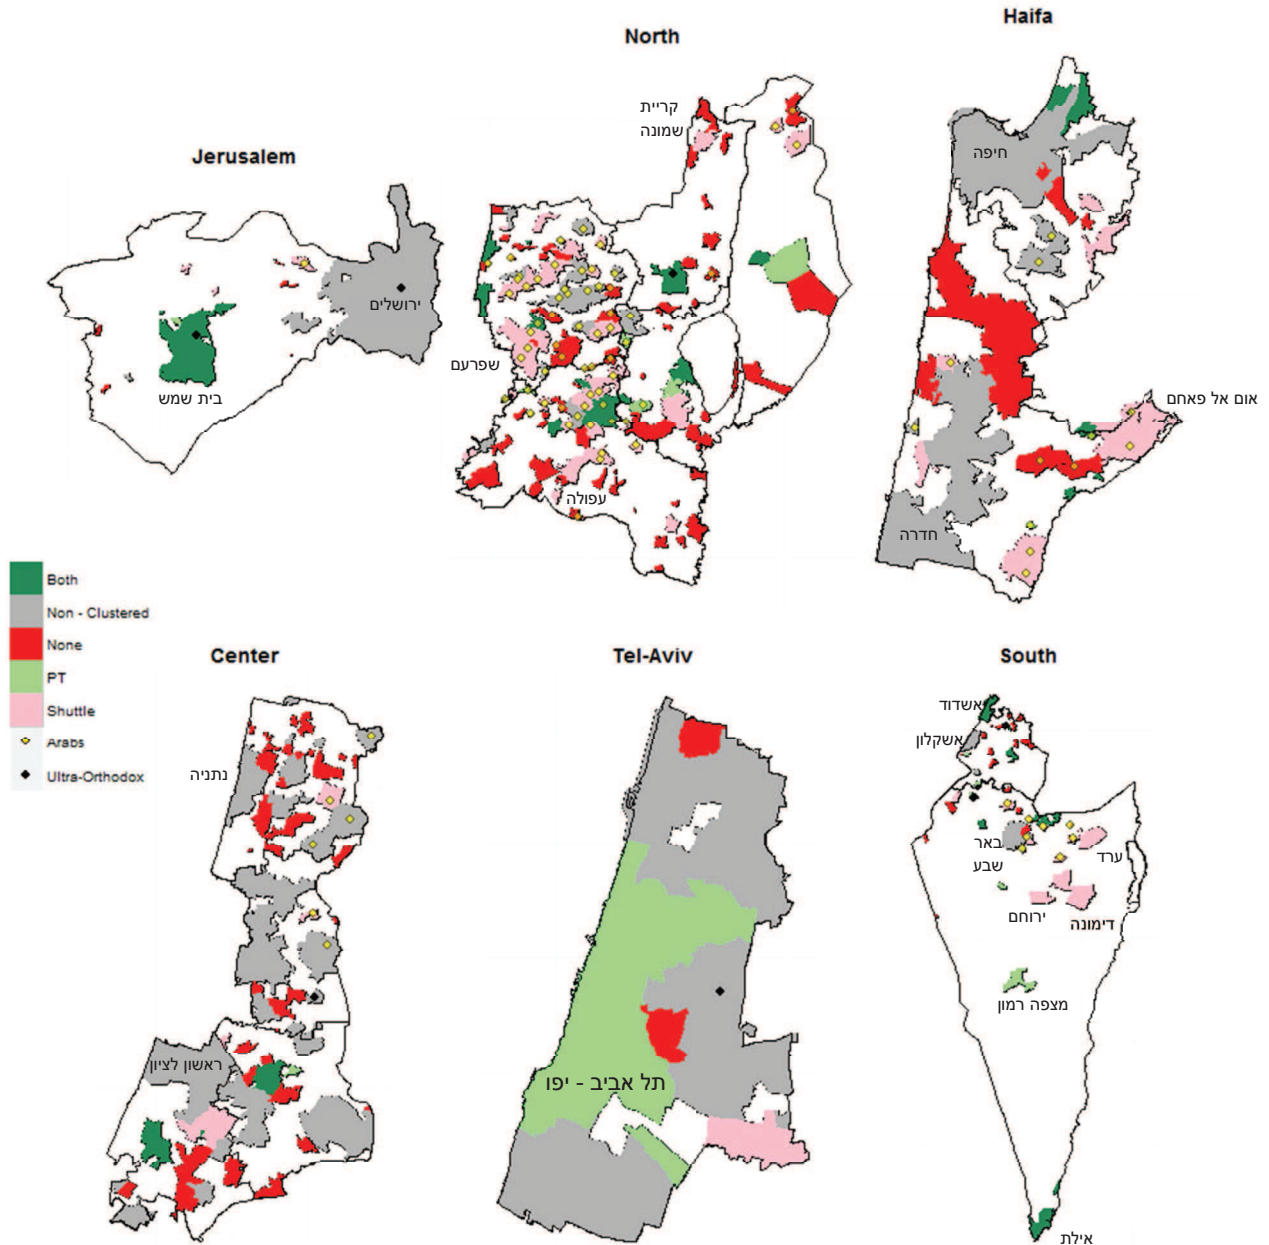 Haifa
North
קריית
שמונה
Jerusalem
חיפה
ירושלים
שפרעם
בית שמש
אום אל פאחם
עפולה
חדרה
Both
Non - Clustered
None
PT
Shuttle
Arabs
Ultra-Orthodox
Center
Tel-Aviv
South
אשדוד
אשקלון
נתניה
באר
שבע
ערד
ירוחם
דימונה
מצפה רמון
ראשון לציון
תל אביב - יפו
אילת